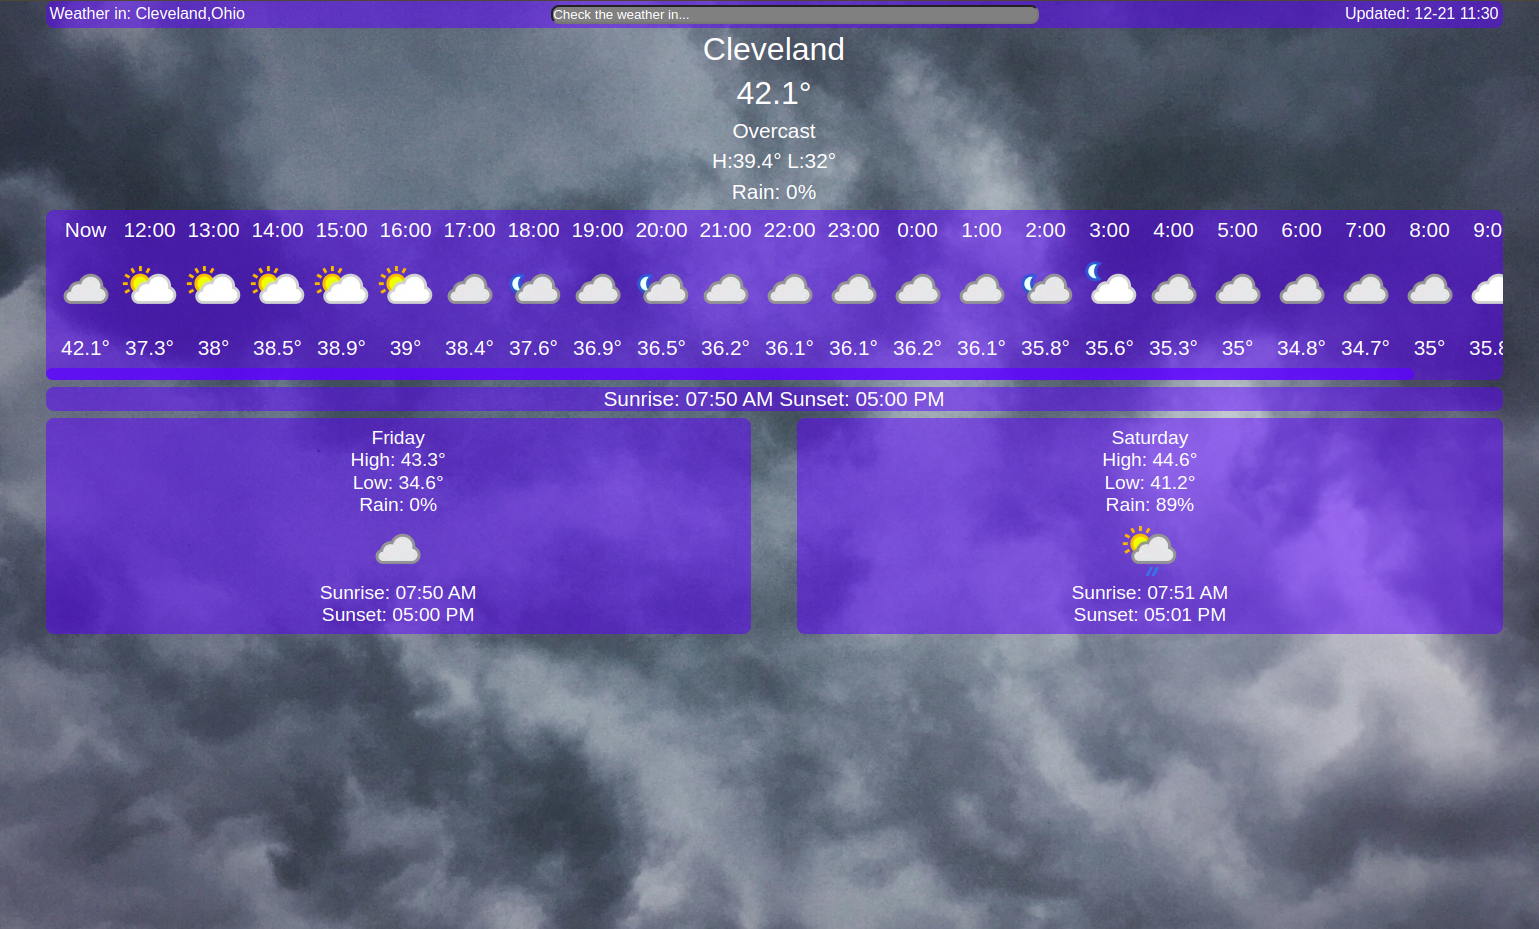 Weather in: Cleveland,Ohio Check the weather in... Updated: 12-21 11:30
Cleveland
42.1°
Overcast
H:39.4° L:32°
Rain: 0%
Now 12:00 13:00 14:00 15:00 16:00 17:00 18:00 19:00 20:00 21:00 22:00 23:00 0:00 1:00 2:00 3:00 4:00 5:00 6:00 7:00 8:00 9:0
42.1° 37.3° 38° 38.5° 38.9° 39° 38.4° 37.6° 36.9° 36.5° 36.2° 36.1° 36.1° 36.2° 36.1° 35.8° 35.6° 35.3° 35° 34.8° 34.7° 35° 35.8
Sunrise: 07:50 AM Sunset: 05:00 PM
Friday
High: 43.3°
Low: 34.6°
Rain: 0%
Sunrise: 07:50 AM
Sunset: 05:00 PM
Saturday
High: 44.6°
Low: 41.2°
Rain: 89%
Sunrise: 07:51 AM
Sunset: 05:01 PM